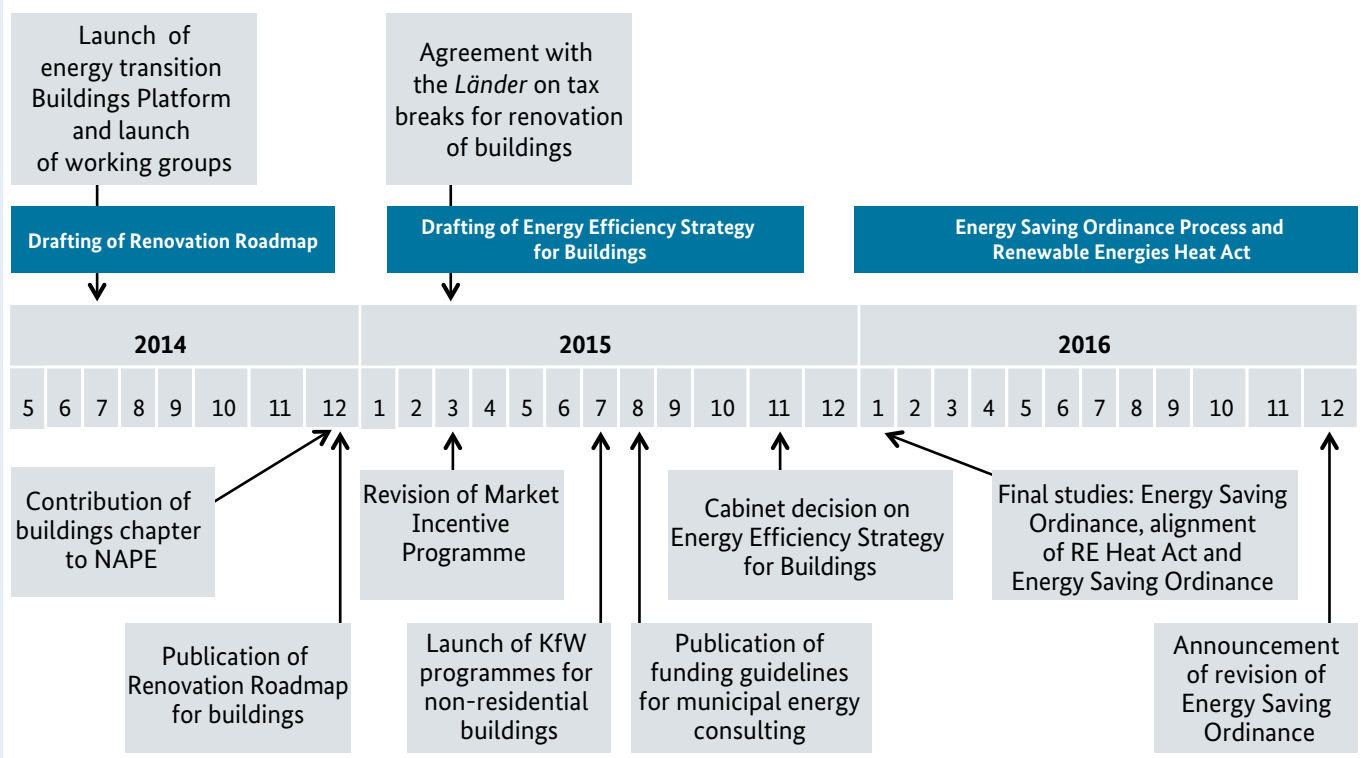 Launch of
energy transition
Buildings Platform
and launch
of working groups
Agreement with
the Länder on tax
breaks for renovation
of buildings
Drafting of Renovation Roadmap
Drafting of Energy Efficiency Strategy
for Buildings
Energy Saving Ordinance Process and
Renewable Energies Heat Act
2014 2015 2016
5 6 7 8 9 10 11 12 1 2 3 4 5 6 7 8 9 10 11 12 1 2 3 4 5 6 7 8 9 10 11 12
Contribution of
buildings chapter
to NAPE
Revision of Market
Incentive
Programme
Cabinet decision on
Energy Efficiency Strategy
for Buildings
Final studies: Energy Saving
Ordinance, alignment
of RE Heat Act and
Energy Saving Ordinance
Publication of
Renovation Roadmap
for buildings
Launch of KfW
programmes for
non-residential
buildings
Publication of
funding guidelines
for municipal energy
consulting
Announcement
of revision of
Energy Saving
Ordinance